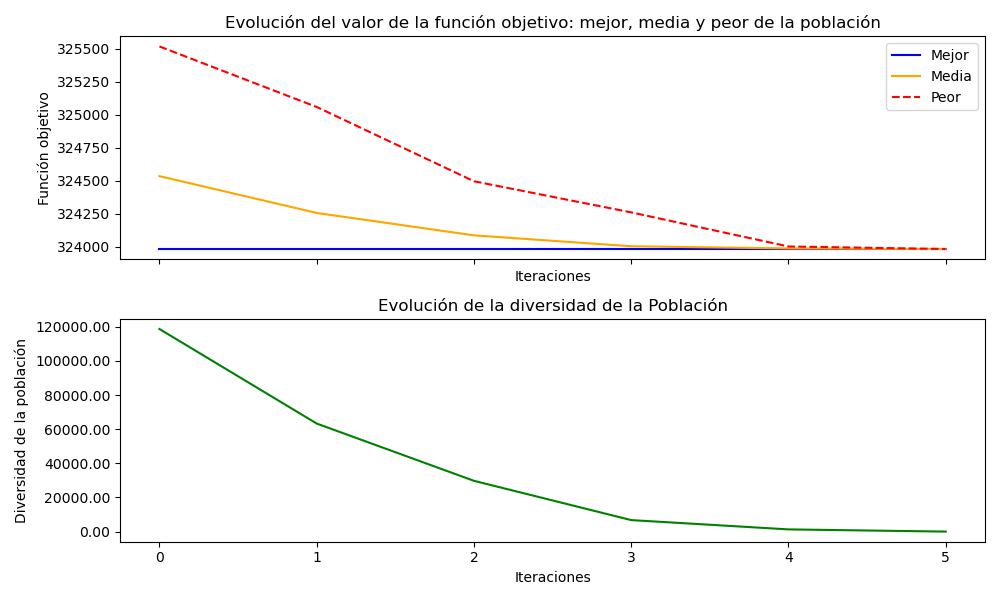 Evolución del valor de la función objetivo: mejor, media y peor de la población
Función objetivo
325500
325250
325000
324750
324500
324250
324000
Mejor
Media
Peor
Iteraciones
Evolución de la diversidad de la Población
Diversidad de la población
120000.00
100000.00
80000.00
60000.00
40000.00
20000.00
0.00
0 1 2 3 4 5
Iteraciones